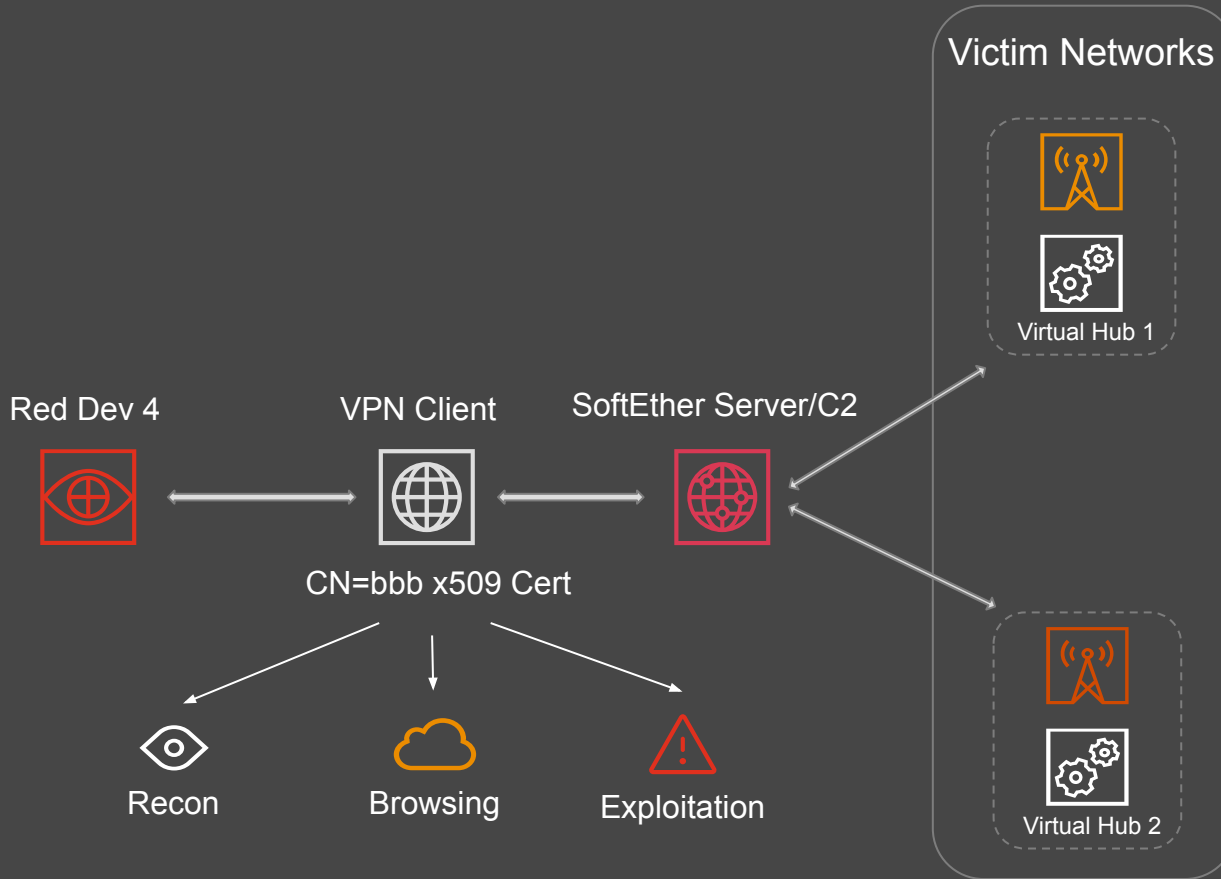 Victim Networks
Virtual Hub 1
Red Dev 4
VPN Client
SoftEther Server/C2
CN=bbb x509 Cert
Recon
Browsing
Exploitation
Virtual Hub 2